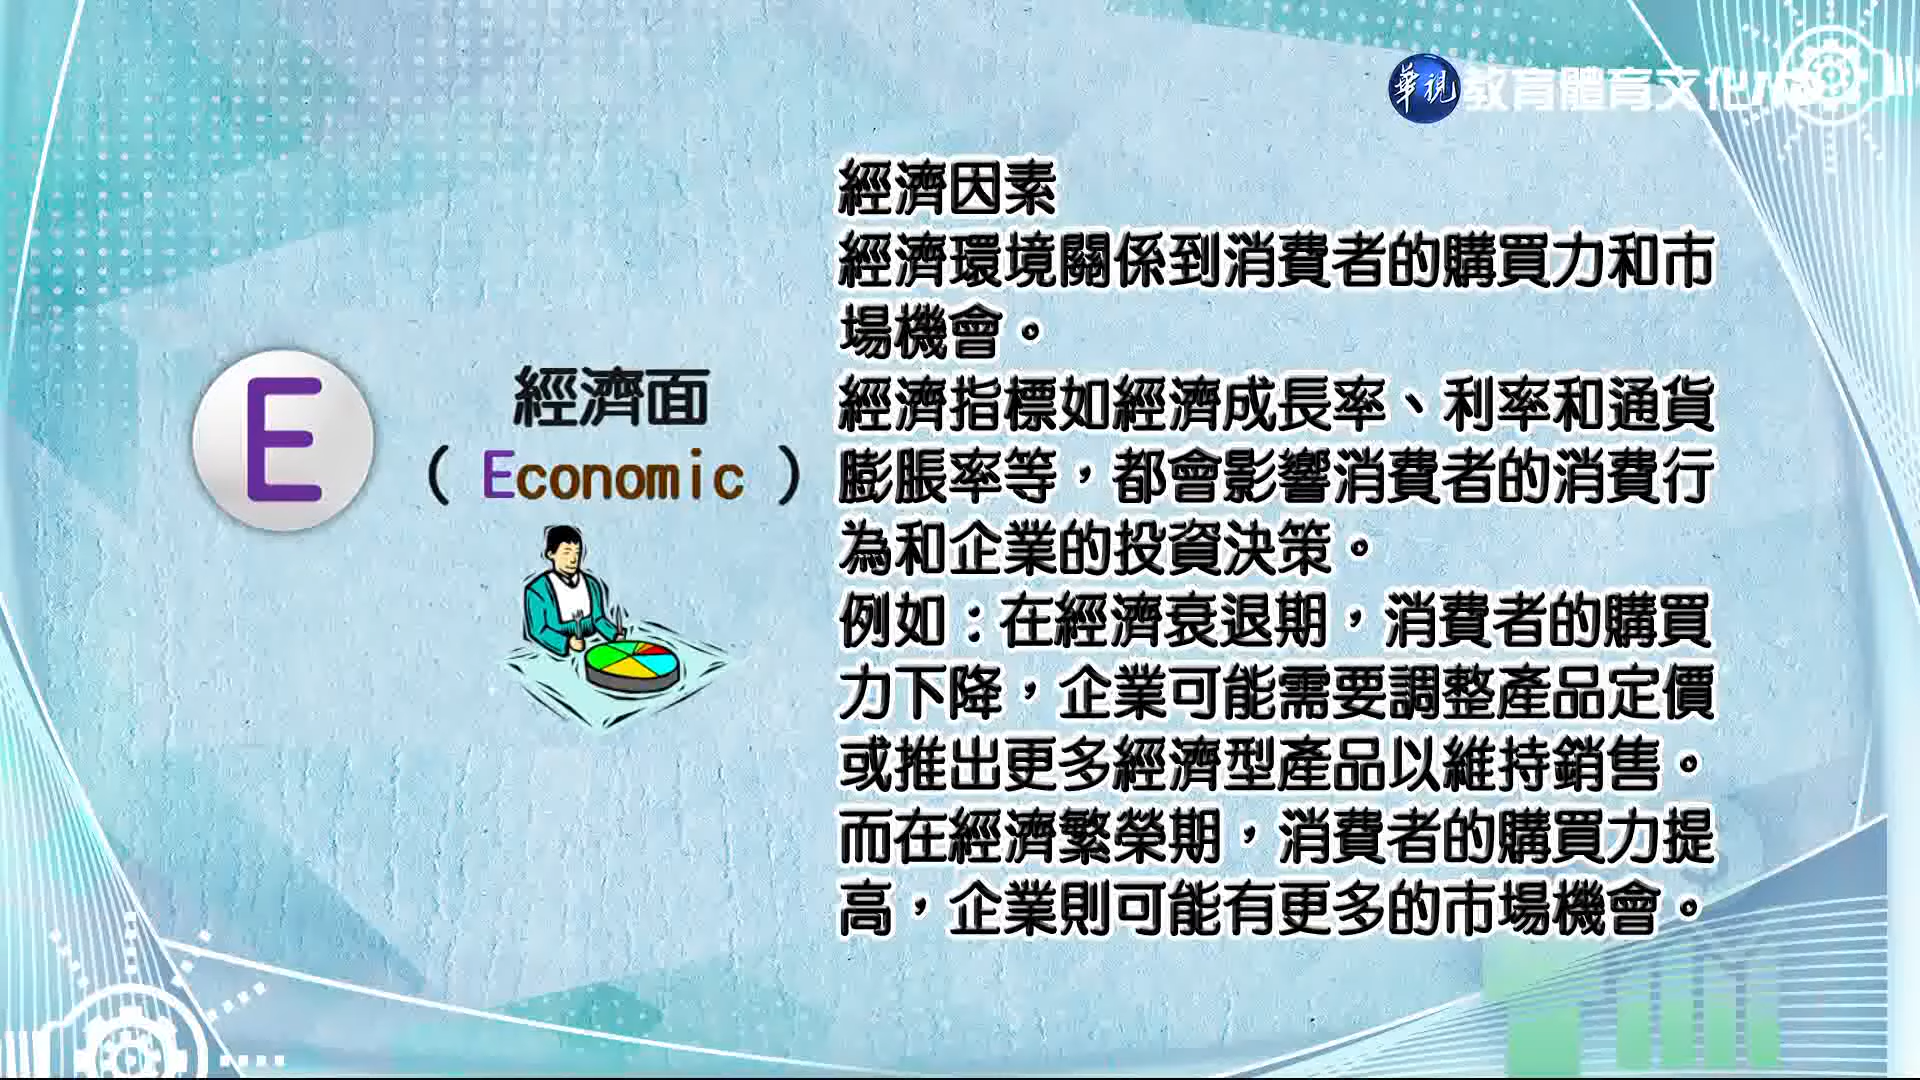 華視 教育體育文化
經濟因素
經濟環境關係到消費者的購買力和市
場機會。
經濟指標如經濟成長率、利率和通貨
膨脹率等，都會影響消費者的消費行
為和企業的投資決策。
例如：在經濟衰退期，消費者的購買
力下降，企業可能需要調整產品定價
或推出更多經濟型產品以維持銷售。
而在經濟繁榮期，消費者的購買力提
高，企業則可能有更多的市場機會。
E
經濟面
( Economic )